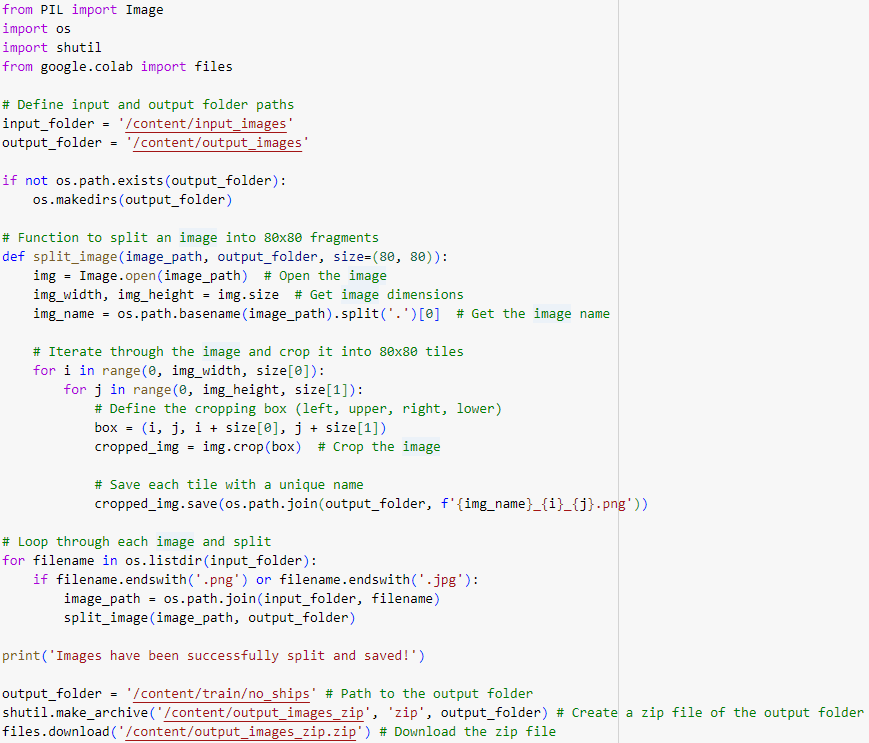 from PIL import Image
import os
import shutil
from google.colab import files

# Define input and output folder paths
input_folder = '/content/input_images'
output_folder = '/content/output_images'

if not os.path.exists(output_folder):
    os.makedirs(output_folder)

# Function to split an image into 80x80 fragments
def split_image(image_path, output_folder, size=(80, 80)):
    img = Image.open(image_path)  # Open the image
    img_width, img_height = img.size  # Get image dimensions
    img_name = os.path.basename(image_path).split('.')[0]  # Get the image name

    # Iterate through the image and crop it into 80x80 tiles
    for i in range(0, img_width, size[0]):
        for j in range(0, img_height, size[1]):
            # Define the cropping box (left, upper, right, lower)
            box = (i, j, i + size[0], j + size[1])
            cropped_img = img.crop(box)  # Crop the image

            # Save each tile with a unique name
            cropped_img.save(os.path.join(output_folder, f'{img_name}_{i}_{j}.png'))

# Loop through each image and split
for filename in os.listdir(input_folder):
    if filename.endswith('.png') or filename.endswith('.jpg'):
        image_path = os.path.join(input_folder, filename)
        split_image(image_path, output_folder)

print('Images have been successfully split and saved!')

output_folder = '/content/train/no_ships' # Path to the output folder
shutil.make_archive('/content/output_images_zip', 'zip', output_folder) # Create a zip file of the output folder
files.download('/content/output_images_zip.zip') # Download the zip file